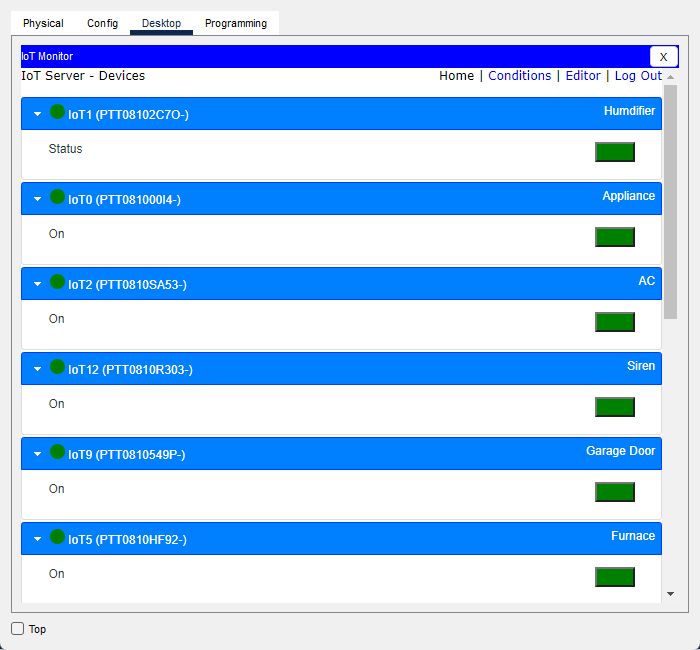 Physical Config Desktop Programming
IoT Monitor X
IoT Server - Devices Home | Conditions | Editor | Log Out
IoT1 (PTT08102C7O-) Humdifier
Status
IoT0 (PTT081000I4-) Appliance
On
IoT2 (PTT0810SA53-) AC
On
IoT12 (PTT0810R303-) Siren
On
IoT9 (PTT0810549P-) Garage Door
On
IoT5 (PTT0810HF92-) Furnace
On
Top